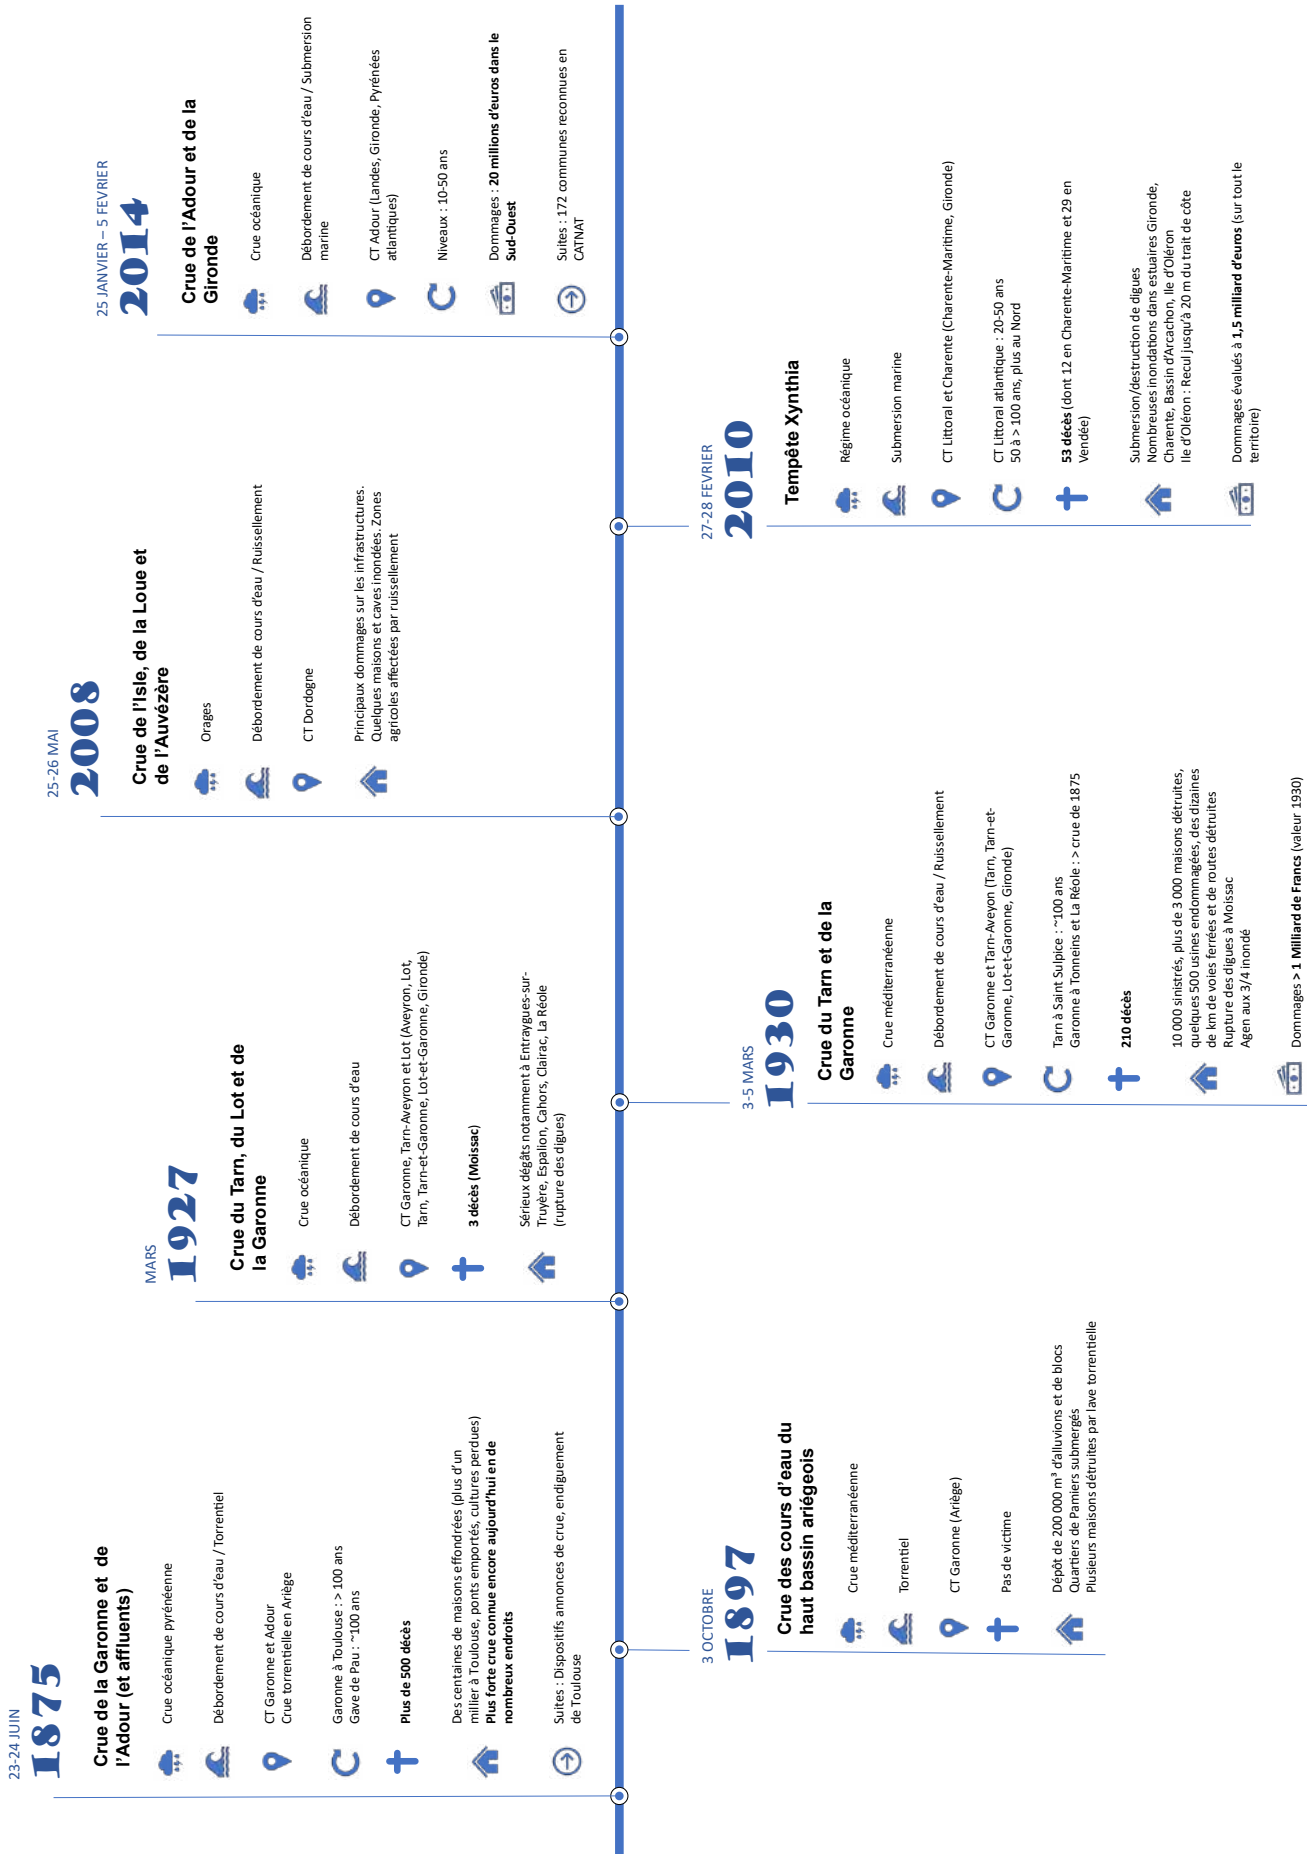 23-24 JUIN
1875
Crue de la Garonne et de
l'Adour (et affluents)
Crue océanique pyrénéenne
Débordement de cours d'eau / Torrentiel
CT Garonne et Adour
Crue torrentielle en Ariège
Garonne à Toulouse : > 100 ans
Gave de Pau : ~100 ans
Plus de 500 décès
Des centaines de maisons effondrées (plus d'un
millier à Toulouse, ponts emportés, cultures perdues)
Plus forte crue connue encore aujourd'hui en de
nombreux endroits
Suites : Dispositifs annonces de crue, endiguement
de Toulouse
3 OCTOBRE
1897
Crue des cours d'eau du
haut bassin ariégeois
Crue méditerranéenne
Torrentiel
CT Garonne (Ariège)
Pas de victime
Dépôt de 200 000 m³ d'alluvions et de blocs
Quartiers de Pamiers submergés
Plusieurs maisons détruites par lave torrentielle
MARS
1927
Crue du Tarn, du Lot et de
la Garonne
Crue océanique
Débordement de cours d'eau
CT Garonne, Tarn-Aveyron et Lot (Aveyron, Lot,
Tarn, Tarn-et-Garonne, Lot-et-Garonne, Gironde)
3 décès (Moissac)
Sérieux dégâts notamment à Entraygues-sur-
Truyère, Espalion, Cahors, Clairac, La Réole
(rupture des digues)
3-5 MARS
1930
Crue du Tarn et de la
Garonne
Crue méditerranéenne
Débordement de cours d'eau / Ruissellement
CT Garonne et Tarn-Aveyon (Tarn, Tarn-et-
Garonne, Lot-et-Garonne, Gironde)
Tarn à Saint Sulpice : ~100 ans
Garonne à Tonneins et La Réole : > crue de 1875
210 décès
10 000 sinistrés, plus de 3 000 maisons détruites,
quelques 500 usines endommagées, des dizaines
de km de voies ferrées et de routes détruites
Rupture des digues à Moissac
Agen aux 3/4 inondé
Dommages > 1 Milliard de Francs (valeur 1930)
25-26 MAI
2008
Crue de l'Isle, de la Loue et
de l'Auvézère
Orages
Débordement de cours d'eau / Ruissellement
CT Dordogne
Principaux dommages sur les infrastructures.
Quelques maisons et caves inondées. Zones
agricoles affectées par ruissellement
27-28 FEVRIER
2010
Tempête Xynthia
Régime océanique
Submersion marine
CT Littoral et Charente (Charente-Maritime, Gironde)
CT Littoral atlantique : 20-50 ans
50 à > 100 ans, plus au Nord
53 décès (dont 12 en Charente-Maritime et 29 en
Vendée)
Submersion/destruction de digues
Nombreuses inondations dans estuaires Gironde,
Charente, Bassin d'Arcachon, Ile d'Oléron
Ile d'Oléron : Recul jusqu'à 20 m du trait de côte
Dommages évalués à 1,5 milliard d'euros (sur tout le
territoire)
25 JANVIER – 5 FEVRIER
2014
Crue de l'Adour et de la
Gironde
Crue océanique
Débordement de cours d'eau / Submersion
marine
CT Adour (Landes, Gironde, Pyrénées
atlantiques)
Niveaux : 10-50 ans
Dommages : 20 millions d'euros dans le
Sud-Ouest
Suites : 172 communes reconnues en
CATNAT